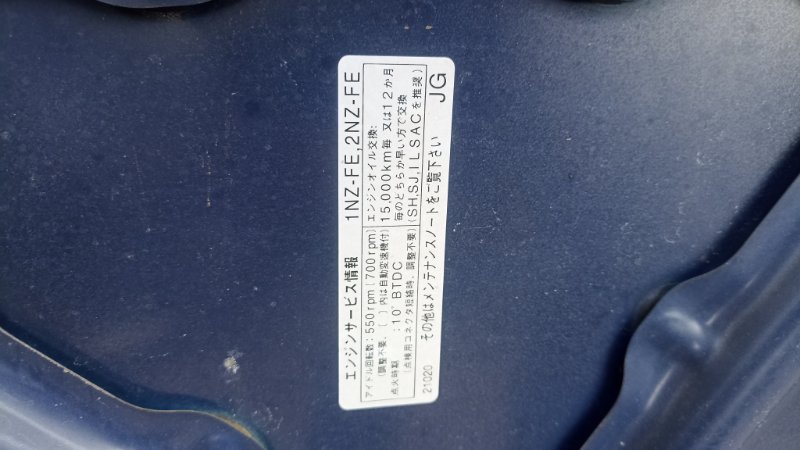 エンジンサービス情報 1NZ-FE,2NZ-FE
アイドル回転数: 550rpm [700rpm]
(調整不要、[ ]内は自動変速機付)
点火時期 :10°BTDC
(点検用コネクタ短絡時、調整不要)
エンジンオイル交換:
15,000km毎 又は12か月
毎のどちらか早い方で交換
(SH,SJ,ILSACを推奨)
21020 その他はメンテナンスノートをご覧下さい JG